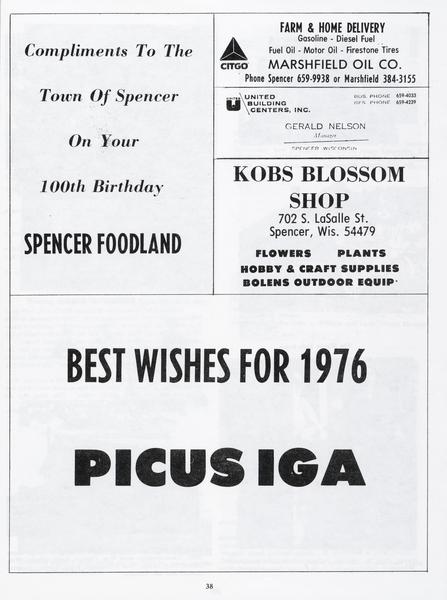 Compliments To The
Town Of Spencer
On Your
100th Birthday
SPENCER FOODLAND
CITGO
FARM & HOME DELIVERY
Gasoline - Diesel Fuel
Fuel Oil - Motor Oil - Firestone Tires
MARSHFIELD OIL CO.
Phone Spencer 659-9938 or Marshfield 384-3155
UNITED
BUILDING
CENTERS, INC.
BUS. PHONE 659-4033
RES. PHONE 659-4239
GERALD NELSON
Manager
SPENCER WISCONSIN
KOBS BLOSSOM
SHOP
702 S. LaSalle St.
Spencer, Wis. 54479
FLOWERS PLANTS
HOBBY & CRAFT SUPPLIES
BOLENS OUTDOOR EQUIP.
BEST WISHES FOR 1976
PICUS IGA
38